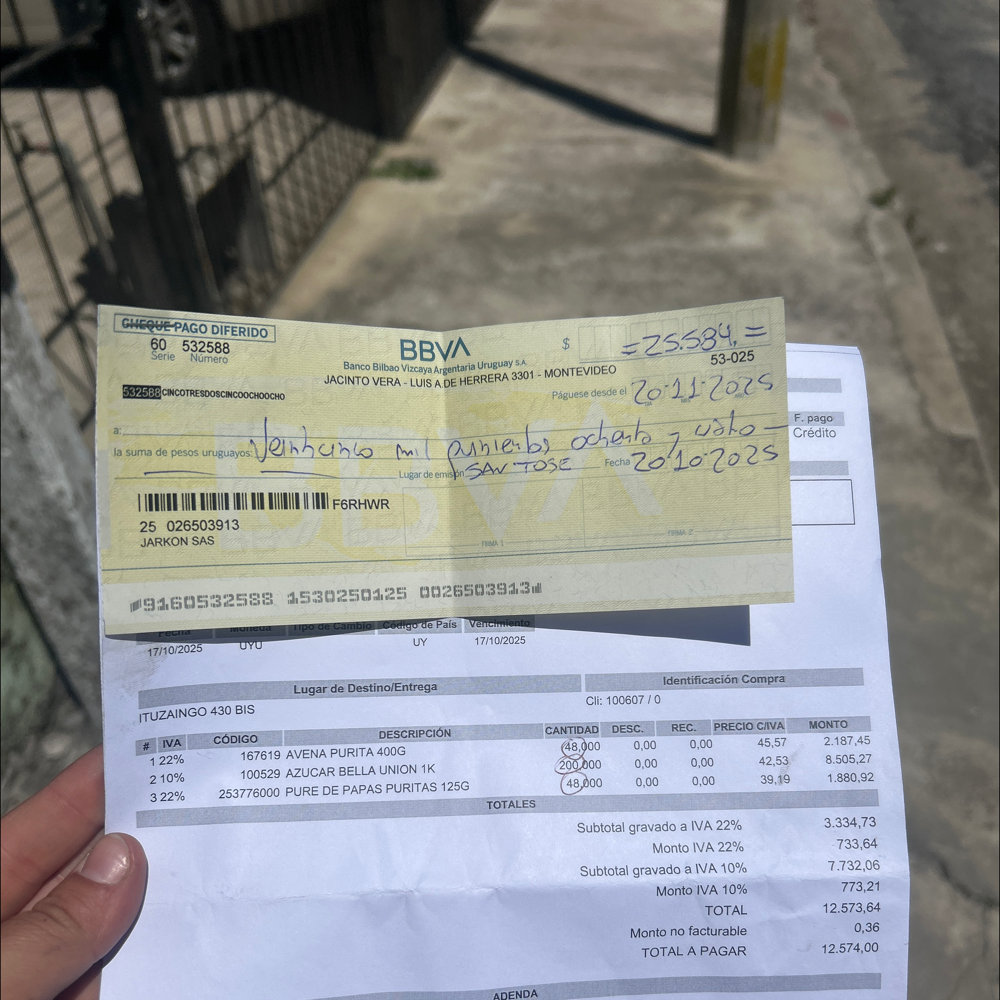 CHEQUE PAGO DIFERIDO
60 532588
Serie Número
BBVA
Banco Bilbao Vizcaya Argentaria Uruguay S.A.
JACINTO VERA - LUIS A DE HERRERA 3301 - MONTEVIDEO
$ =25.584,=
53-025
Páguese desde el 20-11-2025
532588CINCOTRESDOSCINCOOCHOOCHO
a:
la suma de pesos uruguayos: Veinticinco mil quinientos ochenta y cuatro
Lugar de emisión SAN JOSE Fecha 20-10-2025
F6RHWR
25 026503913
JARKON SAS
FIRMA 1 FIRMA 2
9160532588 1530250125 0026503913
F. pago
Crédito
Fecha Moneda Tipo de Cambio Código de País Vencimiento
17/10/2025 UYU UY 17/10/2025
Lugar de Destino/Entrega Identificación Compra
ITUZAINGO 430 BIS Cli: 100607 / 0
# IVA CÓDIGO DESCRIPCIÓN CANTIDAD DESC. REC. PRECIO C/IVA MONTO
1 22% 167619 AVENA PURITA 400G 48,000 0,00 0,00 45,57 2.187,45
2 10% 100529 AZUCAR BELLA UNION 1K 200,000 0,00 0,00 42,53 8.505,27
3 22% 253776000 PURE DE PAPAS PURITAS 125G 48,000 0,00 0,00 39,19 1.880,92
TOTALES
Subtotal gravado a IVA 22% 3.334,73
Monto IVA 22% 733,64
Subtotal gravado a IVA 10% 7.732,06
Monto IVA 10% 773,21
TOTAL 12.573,64
Monto no facturable 0,36
TOTAL A PAGAR 12.574,00
ADENDA